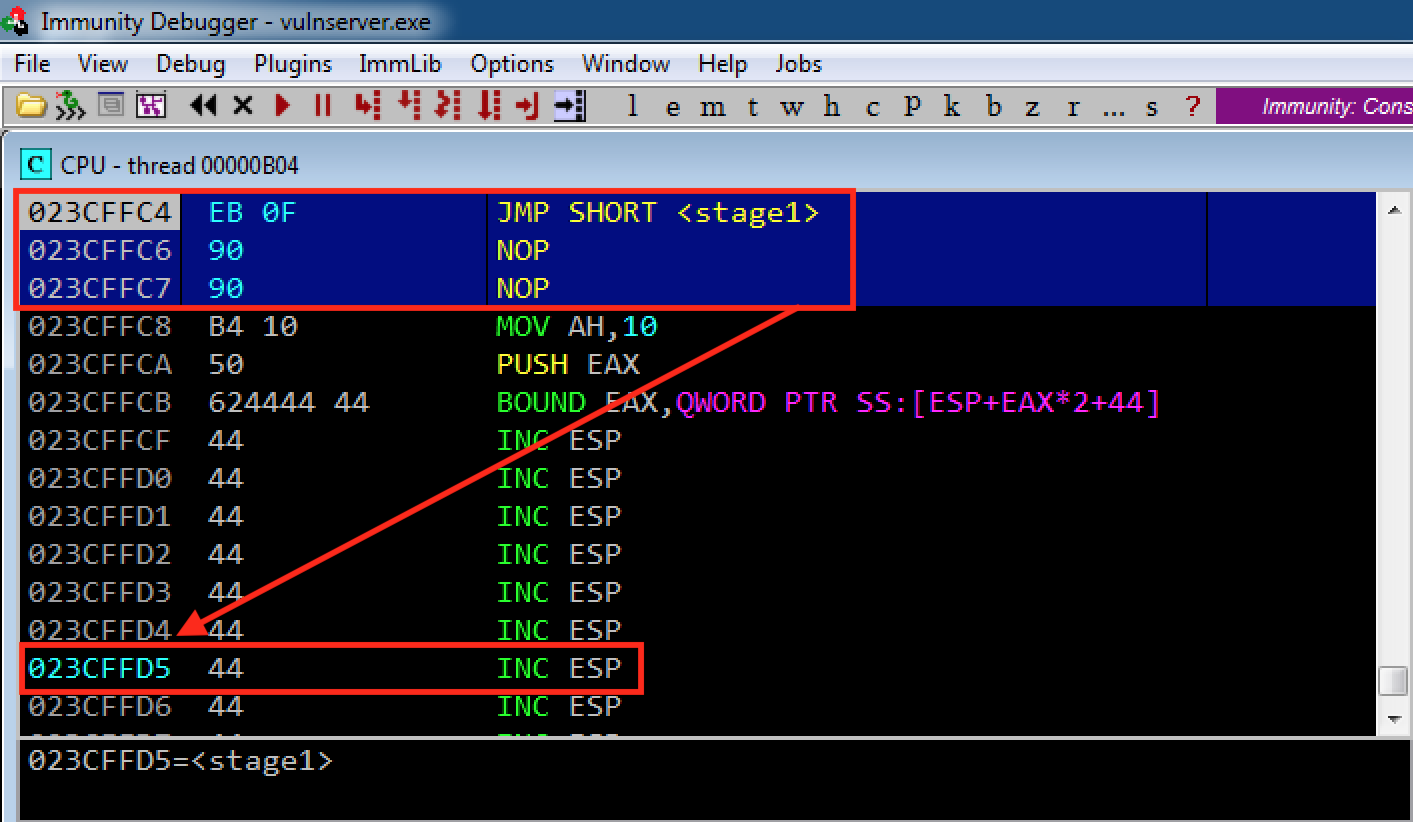 Immunity Debugger - vulnserver.exe
File View Debug Plugins ImmLib Options Window Help Jobs
l e m t w h c P k b z r ... s ? Immunity: Cons
C CPU - thread 00000B04
023CFFC4 EB 0F JMP SHORT <stage1>
023CFFC6 90 NOP
023CFFC7 90 NOP
023CFFC8 B4 10 MOV AH,10
023CFFCA 50 PUSH EAX
023CFFCB 624444 44 BOUND EAX,QWORD PTR SS:[ESP+EAX*2+44]
023CFFCF 44 INC ESP
023CFFD0 44 INC ESP
023CFFD1 44 INC ESP
023CFFD2 44 INC ESP
023CFFD3 44 INC ESP
023CFFD4 44 INC ESP
023CFFD5 44 INC ESP
023CFFD6 44 INC ESP
023CFFD5=<stage1>